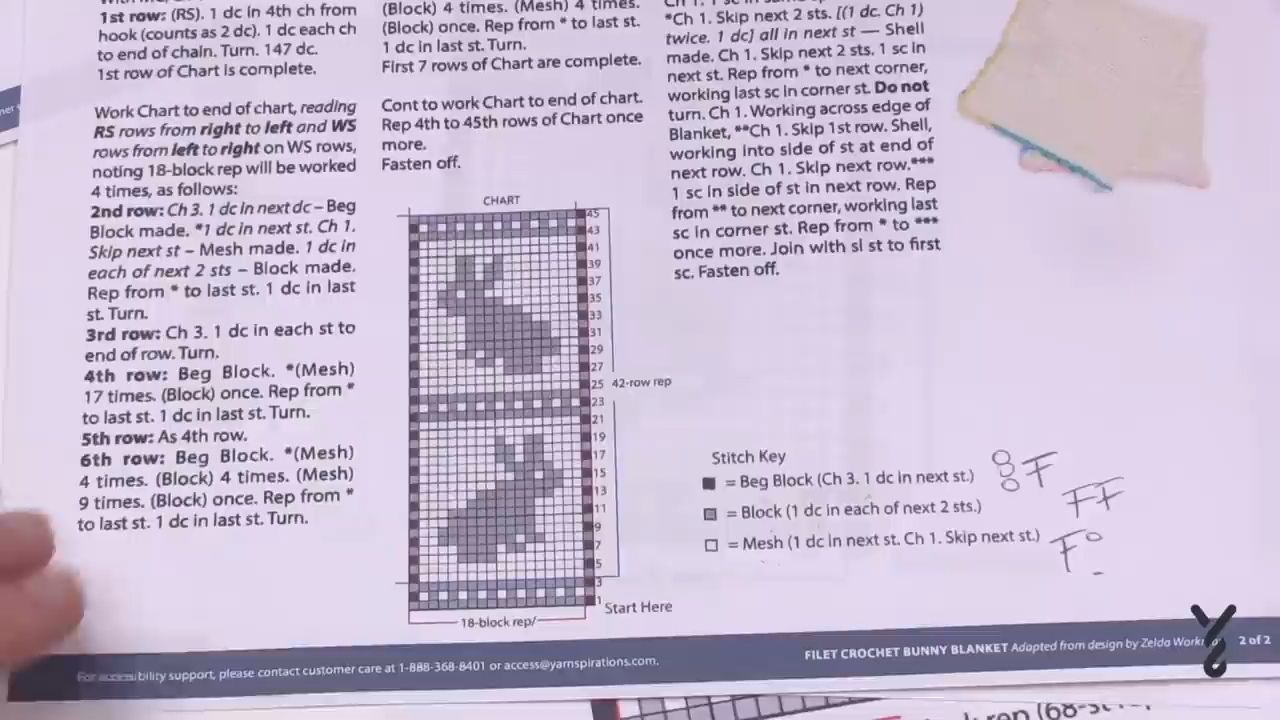 1st row: (RS). 1 dc in 4th ch from
hook (counts as 2 dc). 1 dc each ch
to end of chain. Turn. 147 dc.
1st row of Chart is complete.
Work Chart to end of chart, reading
RS rows from right to left and WS
rows from left to right on WS rows,
noting 18-block rep will be worked
4 times, as follows:
2nd row: Ch 3. 1 dc in next dc – Beg
Block made. *1 dc in next st. Ch 1.
Skip next st – Mesh made. 1 dc in
each of next 2 sts – Block made.
Rep from * to last st. 1 dc in last
st. Turn.
3rd row: Ch 3. 1 dc in each st to
end of row. Turn.
4th row: Beg Block. *(Mesh)
17 times. (Block) once. Rep from *
to last st. 1 dc in last st. Turn.
5th row: As 4th row.
6th row: Beg Block. *(Mesh)
4 times. (Block) 4 times. (Mesh)
9 times. (Block) once. Rep from *
to last st. 1 dc in last st. Turn.
(Block) 4 times. (Mesh) 4 times.
(Block) once. Rep from * to last st.
1 dc in last st. Turn.
First 7 rows of Chart are complete.
Cont to work Chart to end of chart.
Rep 4th to 45th rows of Chart once
more.
Fasten off.
CHART
45
43
41
39
37
35
33
31
29
27
25 42-row rep
23
21
19
17
15
13
11
9
7
5
3
1 Start Here
18-block rep/
*Ch 1. Skip next 2 sts. [(1 dc. Ch 1)
twice. 1 dc] all in next st — Shell
made. Ch 1. Skip next 2 sts. 1 sc in
next st. Rep from * to next corner,
working last sc in corner st. Do not
turn. Ch 1. Working across edge of
Blanket, **Ch 1. Skip 1st row. Shell,
working into side of st at end of
next row. Ch 1. Skip next row.***
1 sc in side of st in next row. Rep
from ** to next corner, working last
sc in corner st. Rep from * to ***
once more. Join with sl st to first
sc. Fasten off.
Stitch Key
= Beg Block (Ch 3. 1 dc in next st.)
= Block (1 dc in each of next 2 sts.)
= Mesh (1 dc in next st. Ch 1. Skip next st.)
For accessibility support, please contact customer care at 1-888-368-8401 or access@yarnspirations.com.
FILET CROCHET BUNNY BLANKET Adapted from design by Zelda 2 of 2